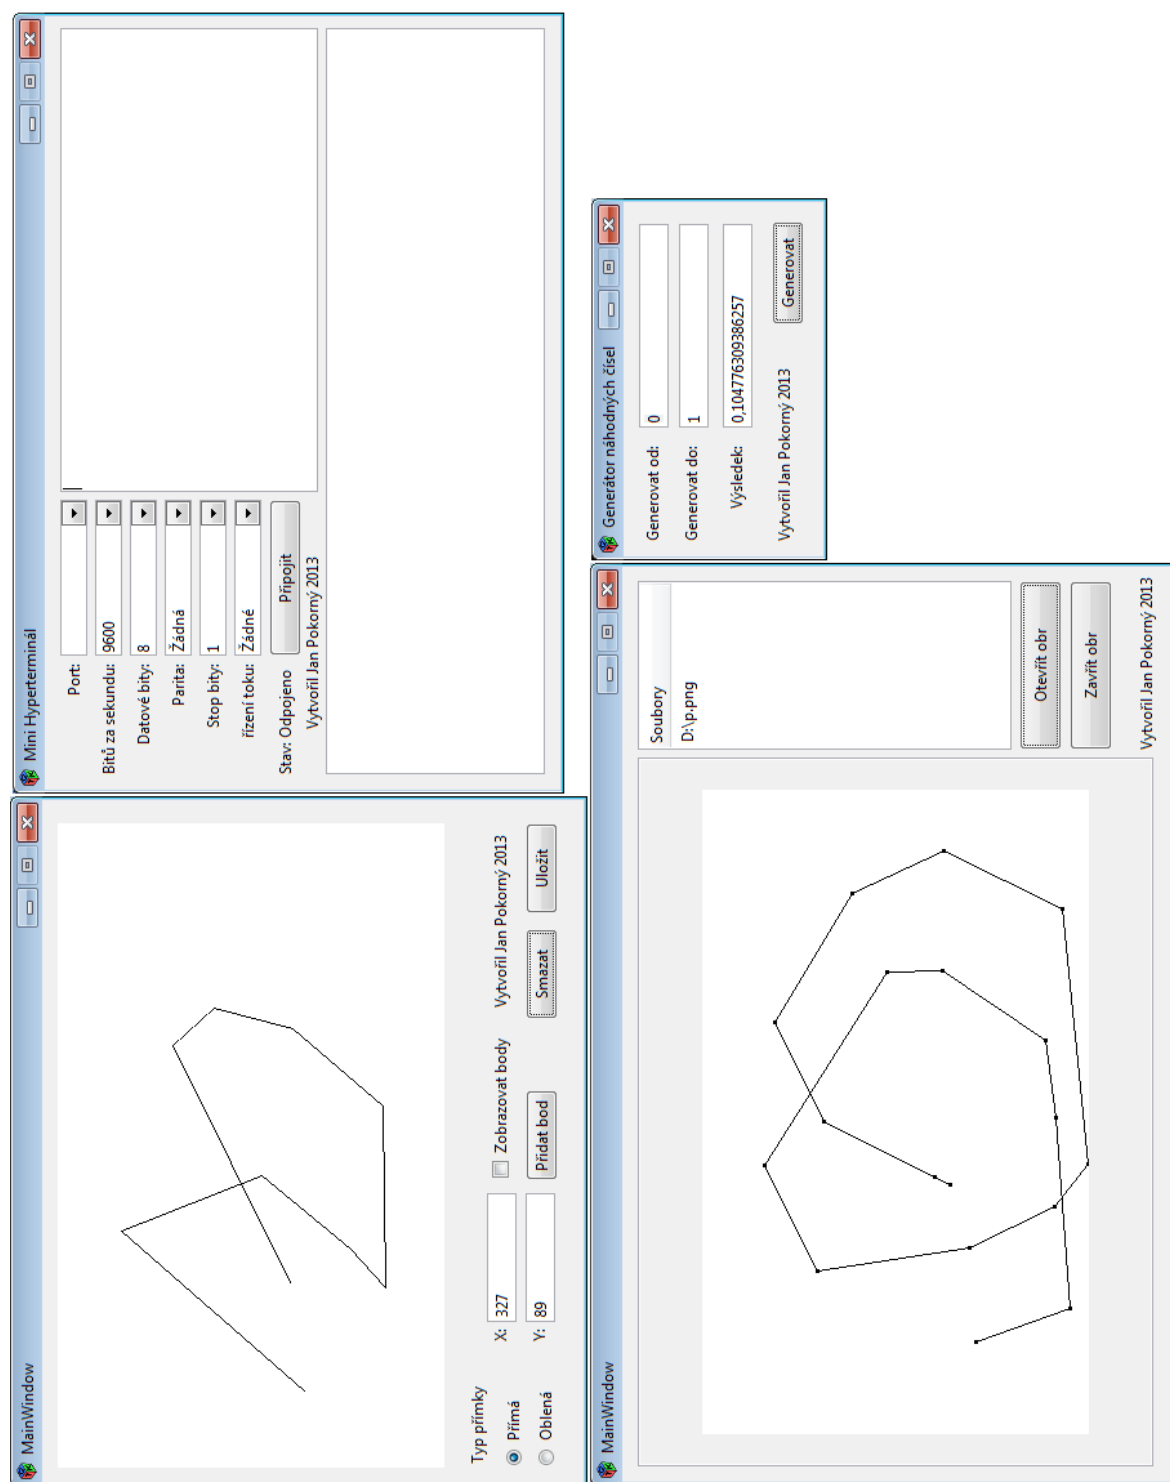 MainWindow
Typ přímky
Přímá
Oblená
X: 327
Y: 89
Zobrazovat body
Přidat bod
Vytvořil Jan Pokorný 2013
Smazat
Uložit
Mini Hyperterminál
Port:
Bitů za sekundu: 9600
Datové bity: 8
Parita: Žádná
Stop bity: 1
řízení toku: Žádné
Stav: Odpojeno
Připojit
Vytvořil Jan Pokorný 2013
MainWindow
Soubory
D:\p.png
Otevřít obr
Zavřít obr
Vytvořil Jan Pokorný 2013
Generátor náhodných čísel
Generovat od: 0
Generovat do: 1
Výsledek: 0,104776309386257
Vytvořil Jan Pokorný 2013
Generovat